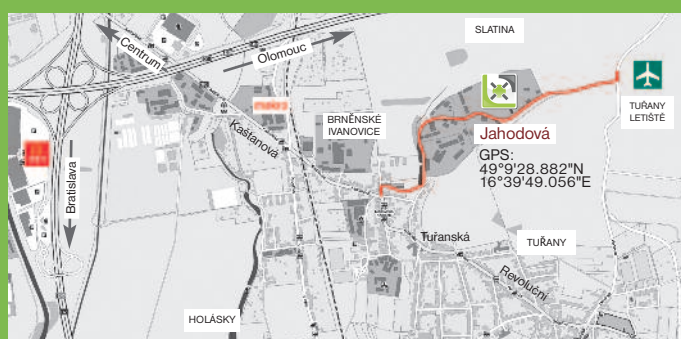 SLATINA
Centrum
Olomouc
TUŘANY
LETIŠTĚ
BRNĚNSKÉ
IVANOVICE
Kaštanová
Jahodová
GPS:
49°9'28.882"N
16°39'49.056"E
Bratislava
Tuřanská
TUŘANY
Revoluční
HOLÁSKY